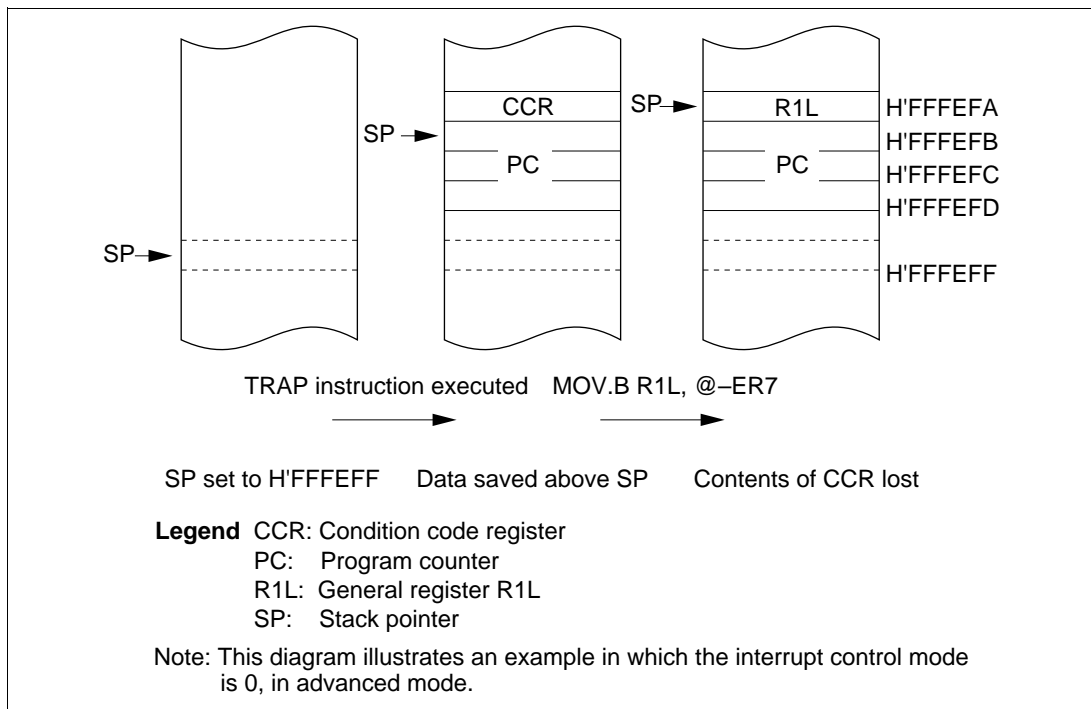 CCR
SP
R1L
H'FFFEFA
SP
H'FFFEFB
PC
PC
H'FFFEFC
H'FFFEFD
SP
H'FFFEFF
TRAP instruction executed
MOV.B R1L, @–ER7
SP set to H'FFFEFF
Data saved above SP
Contents of CCR lost
Legend CCR: Condition code register
PC: Program counter
R1L: General register R1L
SP: Stack pointer
Note: This diagram illustrates an example in which the interrupt control mode
is 0, in advanced mode.